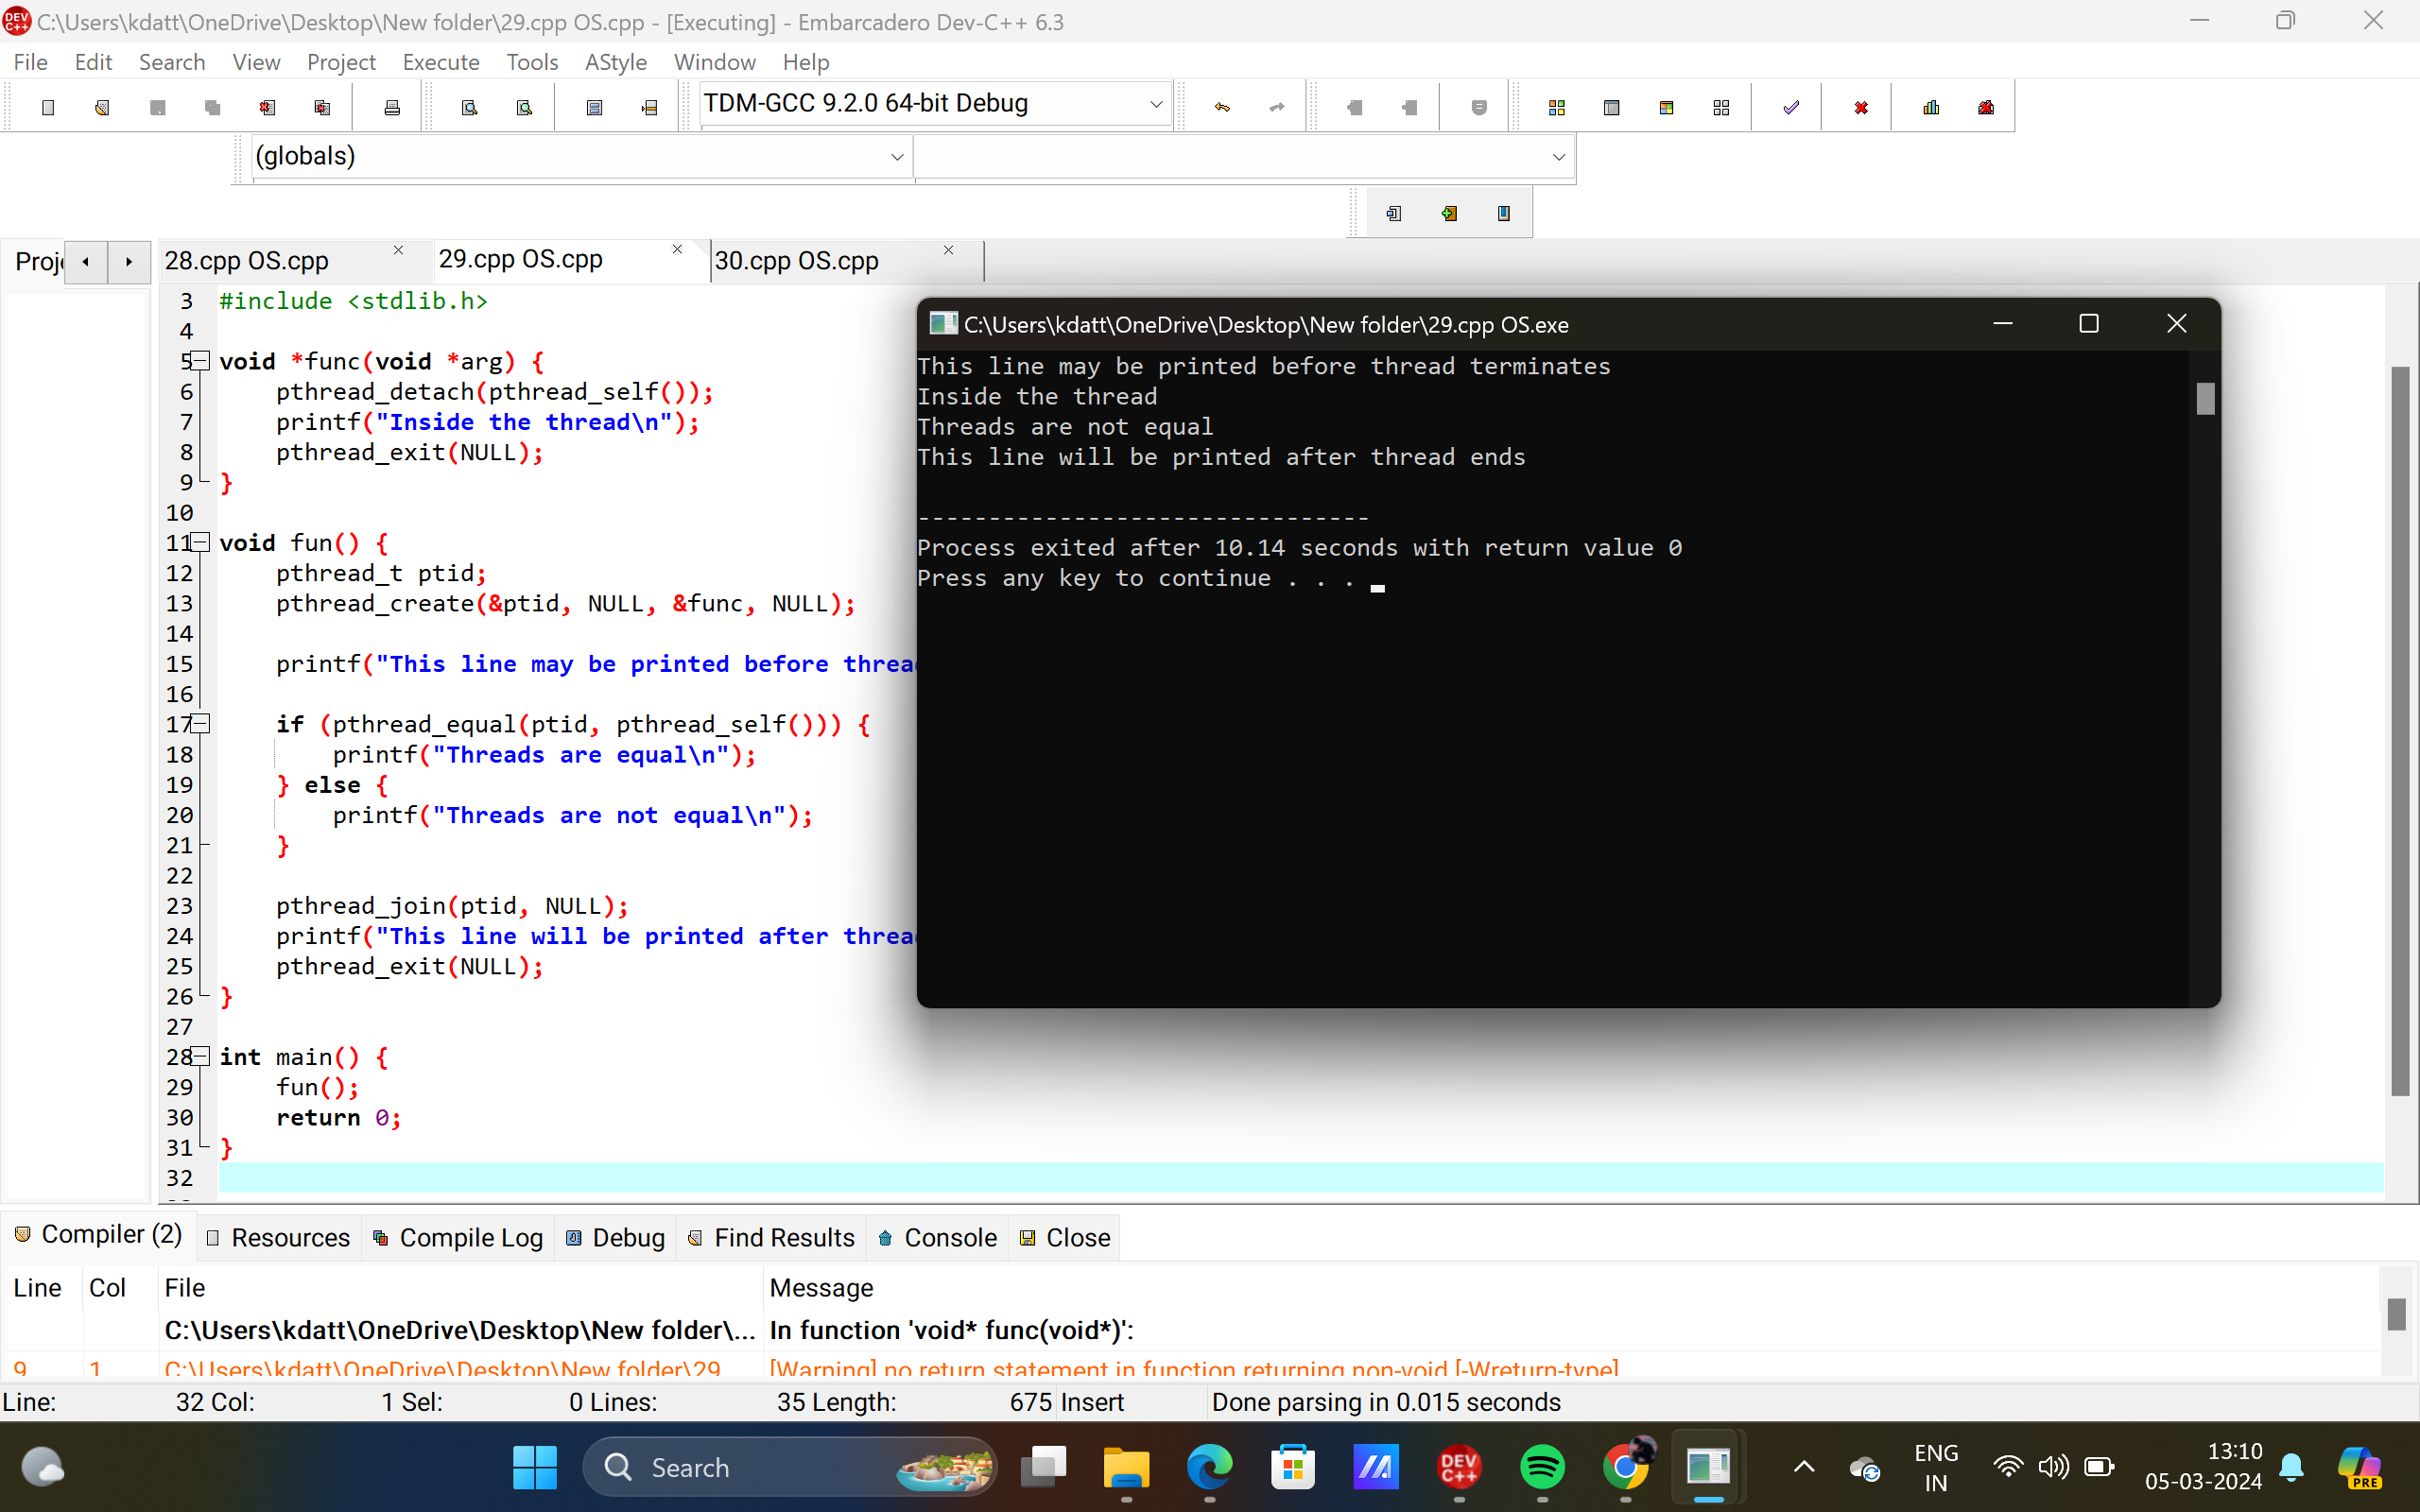 C:\Users\kdatt\OneDrive\Desktop\New folder\29.cpp OS.cpp - [Executing] - Embarcadero Dev-C++ 6.3
File Edit Search View Project Execute Tools AStyle Window Help
TDM-GCC 9.2.0 64-bit Debug
(globals)
Proj 28.cpp OS.cpp 29.cpp OS.cpp 30.cpp OS.cpp
3 #include <stdlib.h>
4
5 void *func(void *arg) {
6 pthread_detach(pthread_self());
7 printf("Inside the thread\n");
8 pthread_exit(NULL);
9 }
10
11 void fun() {
12 pthread_t ptid;
13 pthread_create(&ptid, NULL, &func, NULL);
14
15 printf("This line may be printed before threa
16
17 if (pthread_equal(ptid, pthread_self())) {
18 printf("Threads are equal\n");
19 } else {
20 printf("Threads are not equal\n");
21 }
22
23 pthread_join(ptid, NULL);
24 printf("This line will be printed after threa
25 pthread_exit(NULL);
26 }
27
28 int main() {
29 fun();
30 return 0;
31 }
32
C:\Users\kdatt\OneDrive\Desktop\New folder\29.cpp OS.exe
This line may be printed before thread terminates
Inside the thread
Threads are not equal
This line will be printed after thread ends
--------------------------------
Process exited after 10.14 seconds with return value 0
Press any key to continue . . .
Compiler (2) Resources Compile Log Debug Find Results Console Close
Line Col File Message
C:\Users\kdatt\OneDrive\Desktop\New folder\... In function 'void* func(void*)':
9 1 C:\Users\kdatt\OneDrive\Desktop\New folder\29 [Warning] no return statement in function returning non-void [-Wreturn-type]
Line: 32 Col: 1 Sel: 0 Lines: 35 Length: 675 Insert Done parsing in 0.015 seconds
Search
DEV C++
ENG
IN
13:10
05-03-2024
PRE